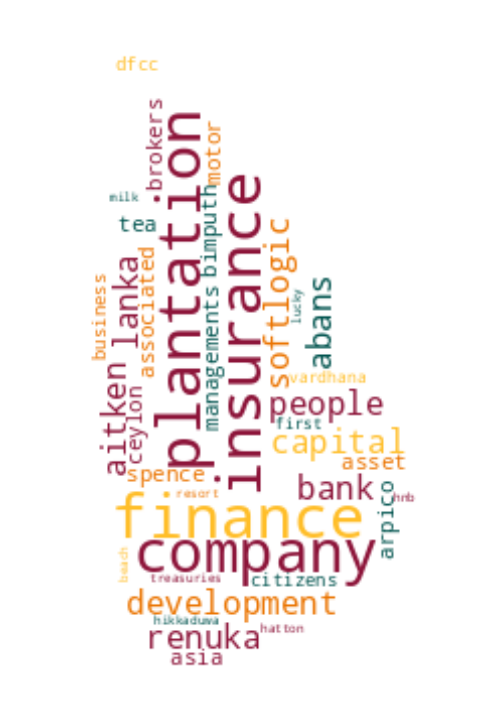 dfcc
.brokers
.plantation
motor
milk
tea
bimputh
insurance
softlogic
lanka
associated
business
managements
lucky
abans
aitken
ceylon
vardhana
people
first
capital
spence
asset
bank
resort
hnb
finance
arpico
company
beach
treasuries
citizens
development
hikkaduwa
renuka
hatton
asia